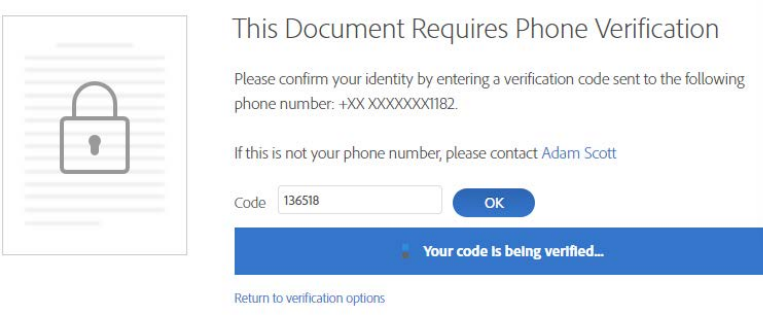 This Document Requires Phone Verification
Please confirm your identity by entering a verification code sent to the following
phone number: +XX XXXXXXX1182.
If this is not your phone number, please contact Adam Scott
Code 136518 OK
Your code is being verified...
Return to verification options